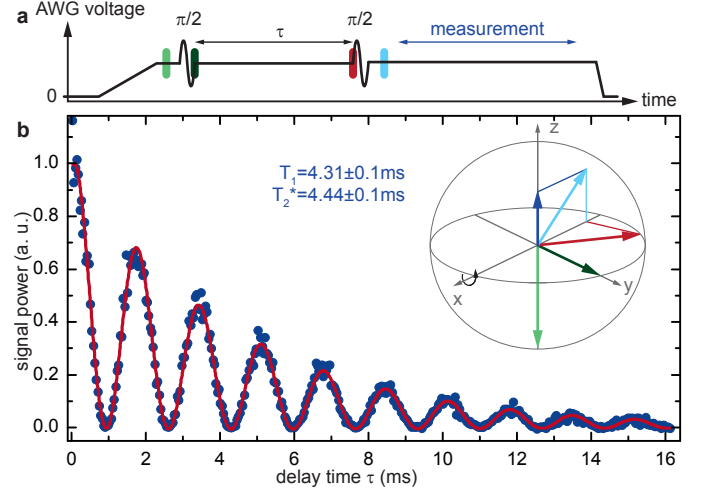 AWG voltage
a
π/2
π/2
τ
measurement
0
time
b
T1=4.31±0.1ms
T2*=4.44±0.1ms
z
x
y
signal power (a. u.)
1.0
0.8
0.6
0.4
0.2
0.0
0 2 4 6 8 10 12 14 16
delay time τ (ms)